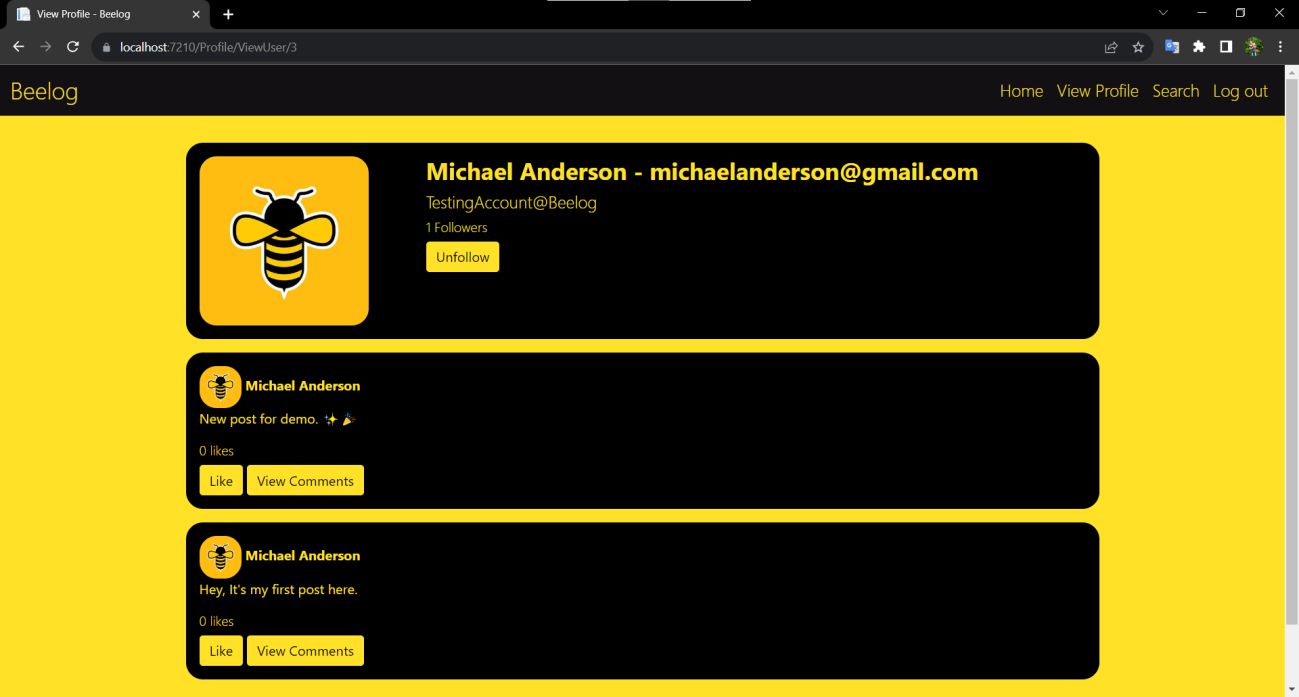 View Profile - Beelog
localhost:7210/Profile/ViewUser/3
Beelog
Home View Profile Search Log out
Michael Anderson - michaelanderson@gmail.com
TestingAccount@Beelog
1 Followers
Unfollow
Michael Anderson
New post for demo. ✨ 🎉
0 likes
Like View Comments
Michael Anderson
Hey, It's my first post here.
0 likes
Like View Comments